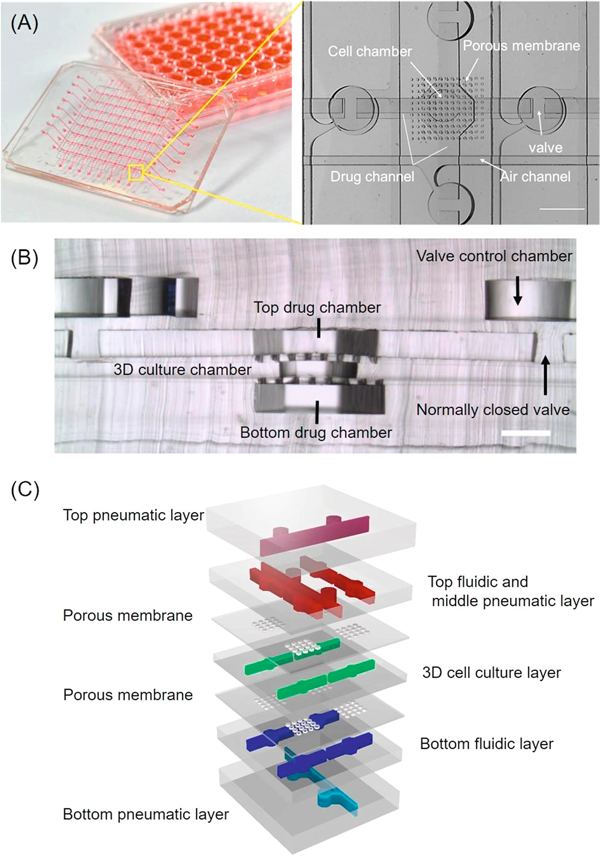 (A)
Cell chamber
Porous membrane
valve
Drug channel
Air channel
(B)
Valve control chamber
Top drug chamber
3D culture chamber
Normally closed valve
Bottom drug chamber
(C)
Top pneumatic layer
Top fluidic and
middle pneumatic layer
Porous membrane
3D cell culture layer
Porous membrane
Bottom fluidic layer
Bottom pneumatic layer